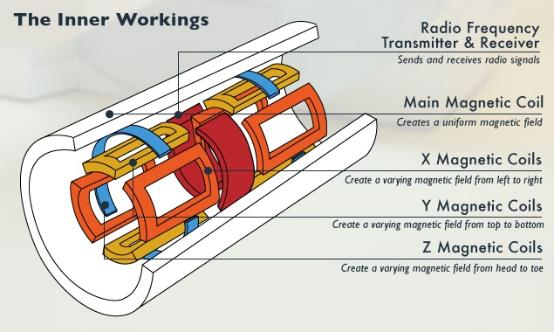 The Inner Workings
Radio Frequency
Transmitter & Receiver
Sends and receives radio signals
Main Magnetic Coil
Creates a uniform magnetic field
X Magnetic Coils
Create a varying magnetic field from left to right
Y Magnetic Coils
Create a varying magnetic field from top to bottom
Z Magnetic Coils
Create a varying magnetic field from head to toe